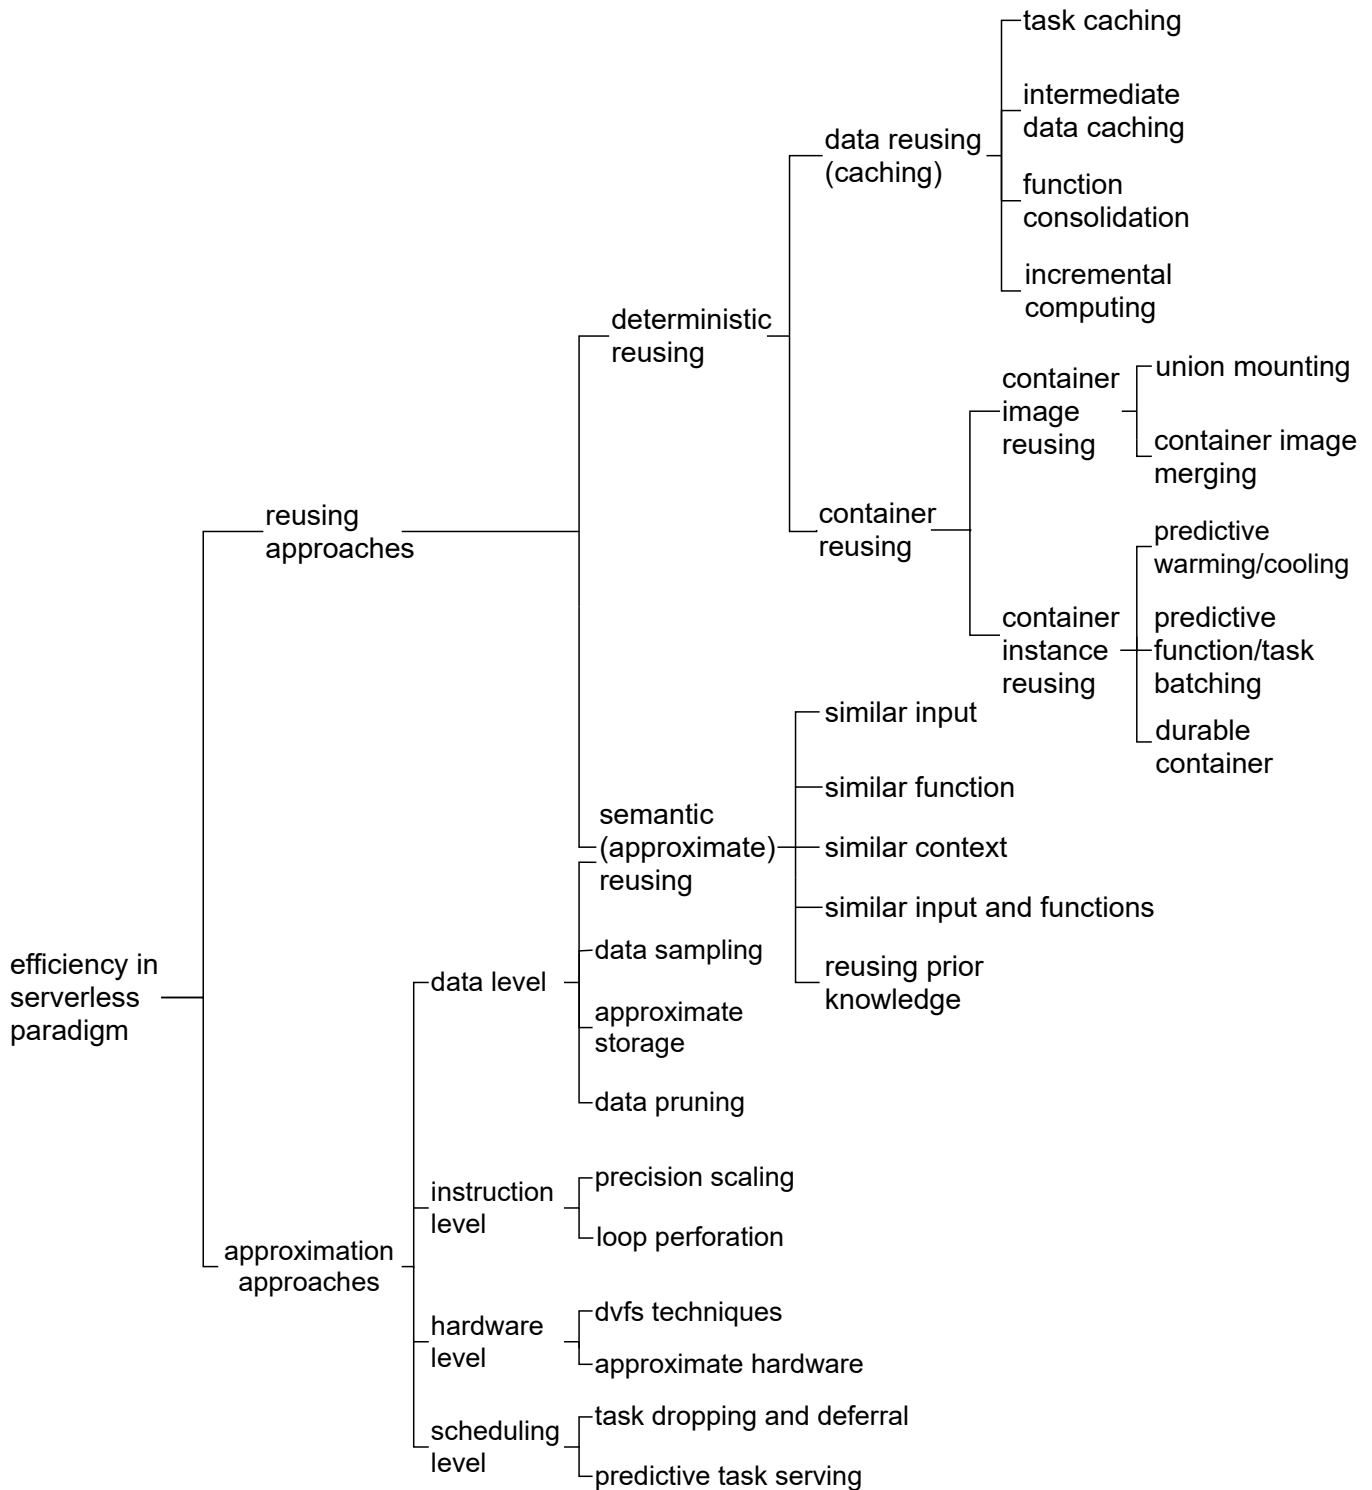 task caching
intermediate
data caching
data reusing
(caching)
function
consolidation
incremental
computing
deterministic
reusing
container
image
reusing
union mounting
container image
merging
reusing
approaches
container
reusing
predictive
warming/cooling
container
instance
reusing
predictive
function/task
batching
durable
container
similar input
similar function
semantic
(approximate)
reusing
similar context
similar input and functions
reusing prior
knowledge
efficiency in
serverless
paradigm
data level
data sampling
approximate
storage
data pruning
instruction
level
precision scaling
loop perforation
approximation
approaches
hardware
level
dvfs techniques
approximate hardware
scheduling
level
task dropping and deferral
predictive task serving